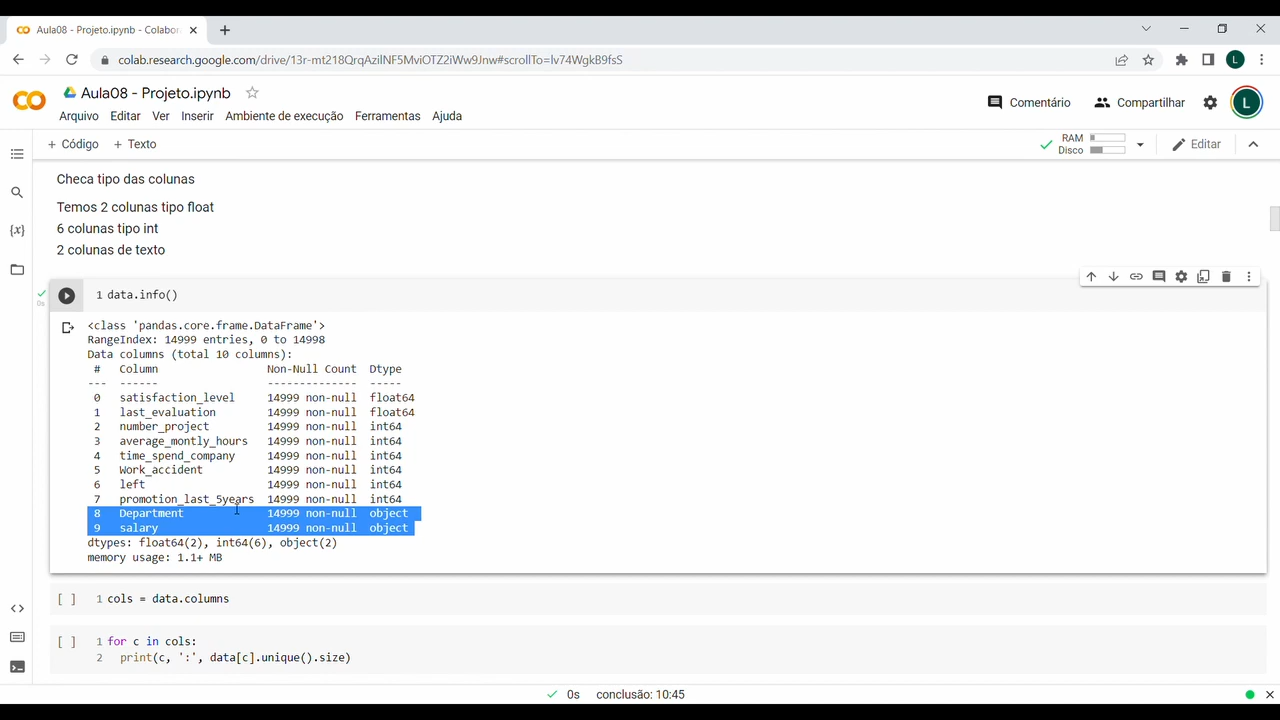 Aula08 - Projeto.ipynb - Colabor
colab.research.google.com/drive/13r-mt218QrqAzilNF5MviOTZ2iWw9Jnw#scrollTo=lv74WgkB9fsS
L
Aula08 - Projeto.ipynb
Comentário
Compartilhar
L
Arquivo Editar Ver Inserir Ambiente de execução Ferramentas Ajuda
+ Código + Texto
RAM
Disco
Editar
Checa tipo das colunas
Temos 2 colunas tipo float
6 colunas tipo int
2 colunas de texto
{x}
0s
1 data.info()
<class 'pandas.core.frame.DataFrame'>
RangeIndex: 14999 entries, 0 to 14998
Data columns (total 10 columns):
# Column Non-Null Count Dtype
--- ------ -------------- -----
0 satisfaction_level 14999 non-null float64
1 last_evaluation 14999 non-null float64
2 number_project 14999 non-null int64
3 average_montly_hours 14999 non-null int64
4 time_spend_company 14999 non-null int64
5 Work_accident 14999 non-null int64
6 left 14999 non-null int64
7 promotion_last_5years 14999 non-null int64
8 Department 14999 non-null object
9 salary 14999 non-null object
dtypes: float64(2), int64(6), object(2)
memory usage: 1.1+ MB
[ ] 1 cols = data.columns
[ ] 1 for c in cols:
2 print(c, ':', data[c].unique().size)
0s conclusão: 10:45